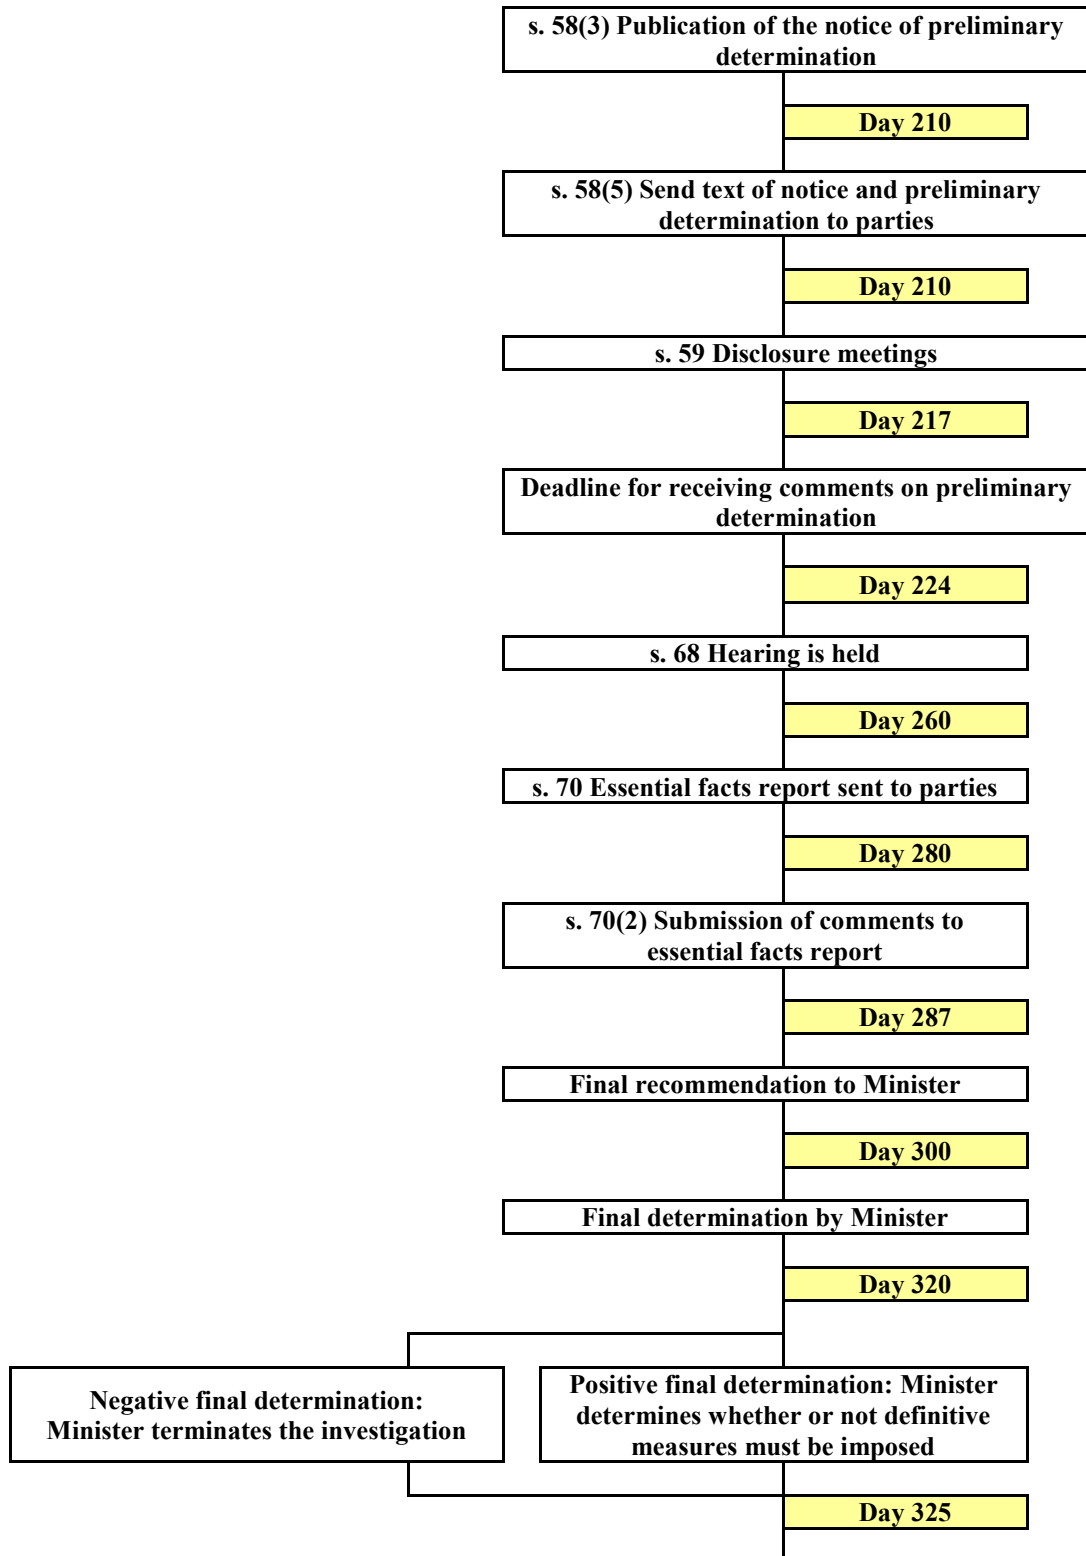 s. 58(3) Publication of the notice of preliminary
determination
Day 210
s. 58(5) Send text of notice and preliminary
determination to parties
Day 210
s. 59 Disclosure meetings
Day 217
Deadline for receiving comments on preliminary
determination
Day 224
s. 68 Hearing is held
Day 260
s. 70 Essential facts report sent to parties
Day 280
s. 70(2) Submission of comments to
essential facts report
Day 287
Final recommendation to Minister
Day 300
Final determination by Minister
Day 320
Negative final determination:
Minister terminates the investigation
Positive final determination: Minister
determines whether or not definitive
measures must be imposed
Day 325